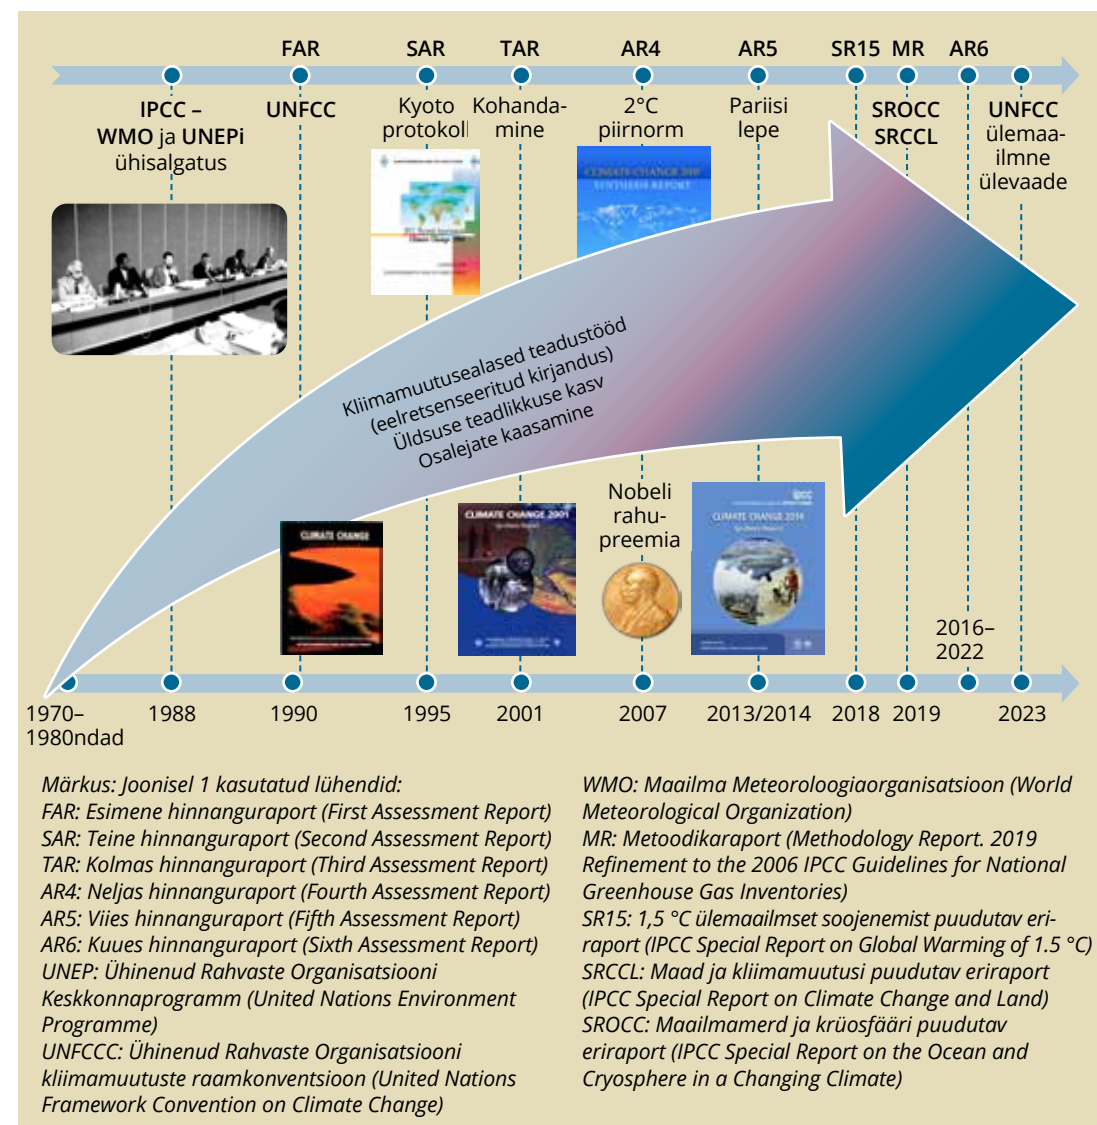 FAR SAR TAR AR4 AR5 SR15 MR AR6
IPCC –
WMO ja UNEPi
ühisalgatus
UNFCC
Kyoto
protokoll
Kohanda-
mine
2°C
piirnorm
Pariisi
lepe
SROCC
SRCCL
UNFCC
ülemaa-
ilmne
ülevaade
CLIMATE CHANGE
SYNTHESIS REPORT
Kliimamuutusealased teadustööd
(eelretsenseeritud kirjandus)
Üldsuse teadlikkuse kasv
Osalejate kaasamine
CLIMATE CHANGE
CLIMATE CHANGE 2001
Synthesis Report
Nobeli
rahu-
preemia
ipcc
CLIMATE CHANGE 2014
Synthesis Report
2016–
2022
1970–
1980ndad
1988 1990 1995 2001 2007 2013/2014 2018 2019 2023
Märkus: Joonisel 1 kasutatud lühendid:
FAR: Esimene hinnanguraport (First Assessment Report)
SAR: Teine hinnanguraport (Second Assessment Report)
TAR: Kolmas hinnanguraport (Third Assessment Report)
AR4: Neljas hinnanguraport (Fourth Assessment Report)
AR5: Viies hinnanguraport (Fifth Assessment Report)
AR6: Kuues hinnanguraport (Sixth Assessment Report)
UNEP: Ühinenud Rahvaste Organisatsiooni
Keskkonnaprogramm (United Nations Environment
Programme)
UNFCCC: Ühinenud Rahvaste Organisatsiooni
kliimamuutuste raamkonventsioon (United Nations
Framework Convention on Climate Change)
WMO: Maailma Meteoroloogiaorganisatsioon (World
Meteorological Organization)
MR: Metoodikaraport (Methodology Report. 2019
Refinement to the 2006 IPCC Guidelines for National
Greenhouse Gas Inventories)
SR15: 1,5 °C ülemaailmset soojenemist puudutav eri-
raport (IPCC Special Report on Global Warming of 1.5 °C)
SRCCL: Maad ja kliimamuutusi puudutav eriraport
(IPCC Special Report on Climate Change and Land)
SROCC: Maailmamerd ja krüosfääri puudutav
eriraport (IPCC Special Report on the Ocean and
Cryosphere in a Changing Climate)